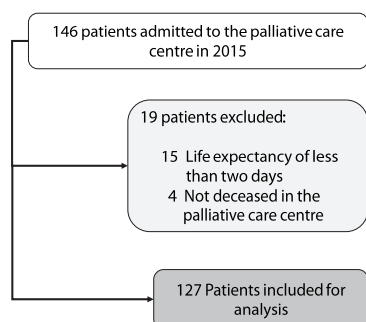 146 patients admitted to the palliative care
centre in 2015
19 patients excluded:
15 Life expectancy of less
than two days
4 Not deceased in the
palliative care centre
127 Patients included for
analysis